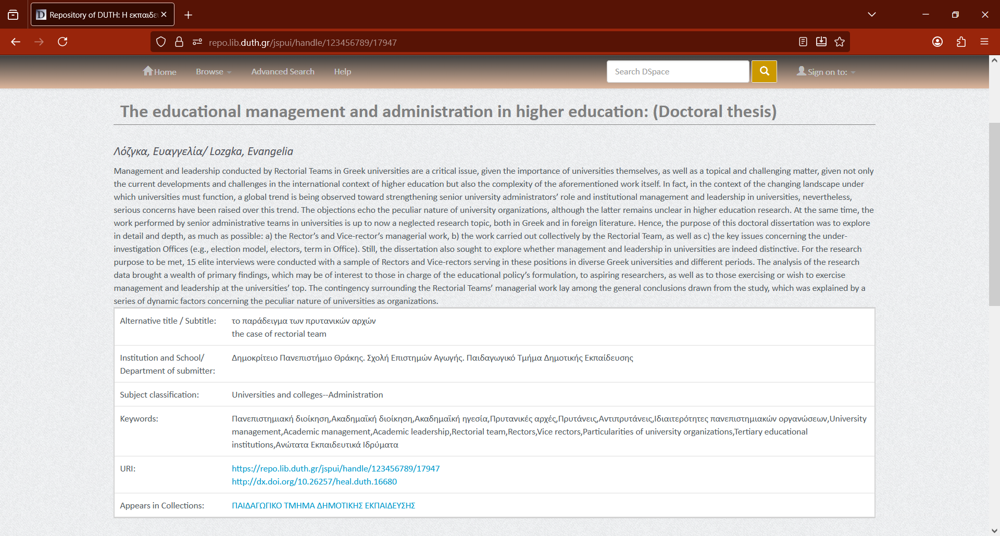 Repository of DUTH: Η εκπαιδε
repo.lib.duth.gr/jspui/handle/123456789/17947
Home Browse Advanced Search Help Search DSpace Sign on to:
The educational management and administration in higher education: (Doctoral thesis)
Λόζγκα, Ευαγγελία/ Lozgka, Evangelia
Management and leadership conducted by Rectorial Teams in Greek universities are a critical issue, given the importance of universities themselves, as well as a topical and challenging matter, given not only
the current developments and challenges in the international context of higher education but also the complexity of the aforementioned work itself. In fact, in the context of the changing landscape under
which universities must function, a global trend is being observed toward strengthening senior university administrators’ role and institutional management and leadership in universities, nevertheless,
serious concerns have been raised over this trend. The objections echo the peculiar nature of university organizations, although the latter remains unclear in higher education research. At the same time, the
work performed by senior administrative teams in universities is up to now a neglected research topic, both in Greek and in foreign literature. Hence, the purpose of this doctoral dissertation was to explore
in detail and depth, as much as possible: a) the Rector’s and Vice-rector’s managerial work, b) the work carried out collectively by the Rectorial Team, as well as c) the key issues concerning the under-
investigation Offices (e.g., election model, electors, term in Office). Still, the dissertation also sought to explore whether management and leadership in universities are indeed distinctive. For the research
purpose to be met, 15 elite interviews were conducted with a sample of Rectors and Vice-rectors serving in these positions in diverse Greek universities and different periods. The analysis of the research
data brought a wealth of primary findings, which may be of interest to those in charge of the educational policy’s formulation, to aspiring researchers, as well as to those exercising or wish to exercise
management and leadership at the universities’ top. The contingency surrounding the Rectorial Teams’ managerial work lay among the general conclusions drawn from the study, which was explained by a
series of dynamic factors concerning the peculiar nature of universities as organizations.
Alternative title / Subtitle: το παράδειγμα των πρυτανικών αρχών
the case of rectorial team
Institution and School/ Δημοκρίτειο Πανεπιστήμιο Θράκης. Σχολή Επιστημών Αγωγής. Παιδαγωγικό Τμήμα Δημοτικής Εκπαίδευσης
Department of submitter:
Subject classification: Universities and colleges--Administration
Keywords: Πανεπιστημιακή διοίκηση,Ακαδημαϊκή διοίκηση,Ακαδημαϊκή ηγεσία,Πρυτανικές αρχές,Πρυτάνεις,Αντιπρυτάνεις,Ιδιαιτερότητες πανεπιστημιακών οργανώσεων,University
management,Academic management,Academic leadership,Rectorial team,Rectors,Vice rectors,Particularities of university organizations,Tertiary educational
institutions,Ανώτατα Εκπαιδευτικά Ιδρύματα
URI: https://repo.lib.duth.gr/jspui/handle/123456789/17947
http://dx.doi.org/10.26257/heal.duth.16680
Appears in Collections: ΠΑΙΔΑΓΩΓΙΚΟ ΤΜΗΜΑ ΔΗΜΟΤΙΚΗΣ ΕΚΠΑΙΔΕΥΣΗΣ